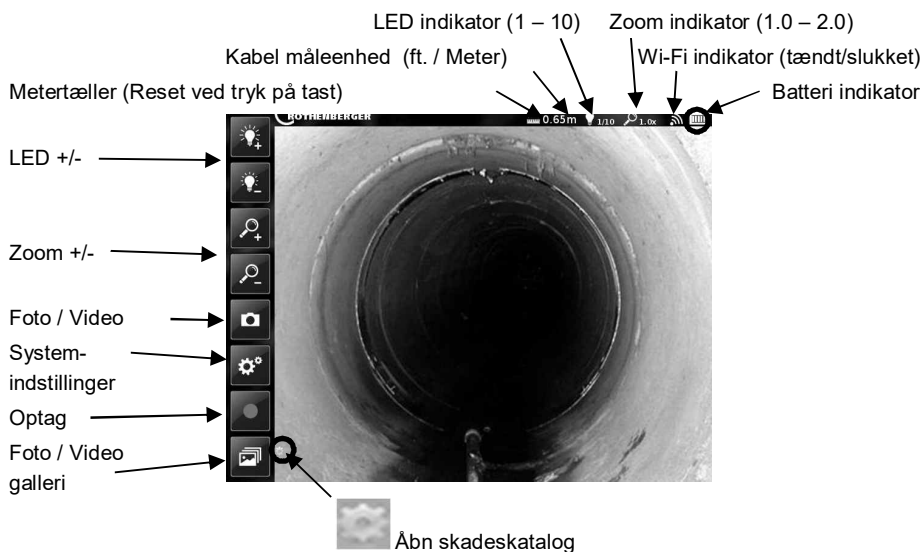 LED indikator (1 – 10) Zoom indikator (1.0 – 2.0)
Kabel måleenhed (ft. / Meter) Wi-Fi indikator (tændt/slukket)
Metertæller (Reset ved tryk på tast) Batteri indikator
ROTHENBERGER 0.65m 1/10 1.0x
LED +/-
Zoom +/-
Foto / Video
System-
indstillinger
Optag
Foto / Video
galleri
Åbn skadeskatalog